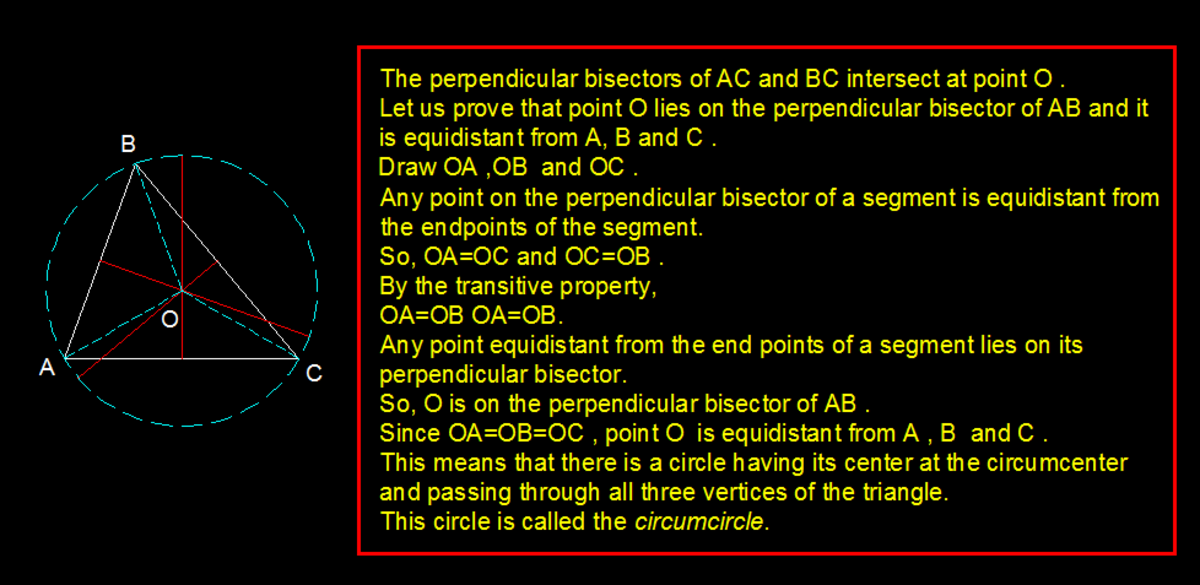 B
O
A
C
The perpendicular bisectors of AC and BC intersect at point O .
Let us prove that point O lies on the perpendicular bisector of AB and it
is equidistant from A, B and C .
Draw OA ,OB and OC .
Any point on the perpendicular bisector of a segment is equidistant from
the endpoints of the segment.
So, OA=OC and OC=OB .
By the transitive property,
OA=OB OA=OB.
Any point equidistant from the end points of a segment lies on its
perpendicular bisector.
So, O is on the perpendicular bisector of AB .
Since OA=OB=OC , point O is equidistant from A , B and C .
This means that there is a circle having its center at the circumcenter
and passing through all three vertices of the triangle.
This circle is called the circumcircle.